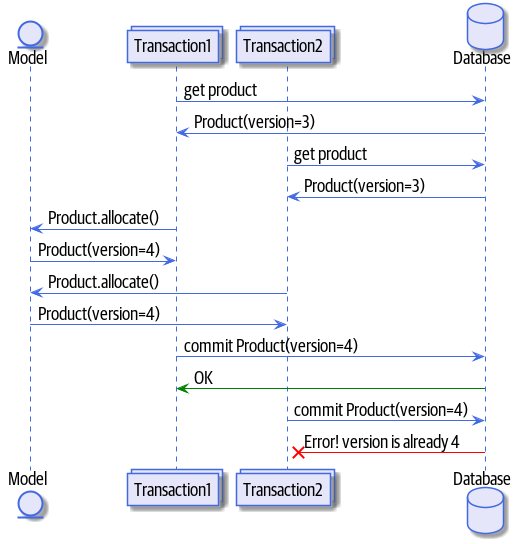 Model
Transaction1
Transaction2
Database
get product
Product(version=3)
get product
Product(version=3)
Product.allocate()
Product(version=4)
Product.allocate()
Product(version=4)
commit Product(version=4)
OK
commit Product(version=4)
Error! version is already 4
Model
Transaction1
Transaction2
Database